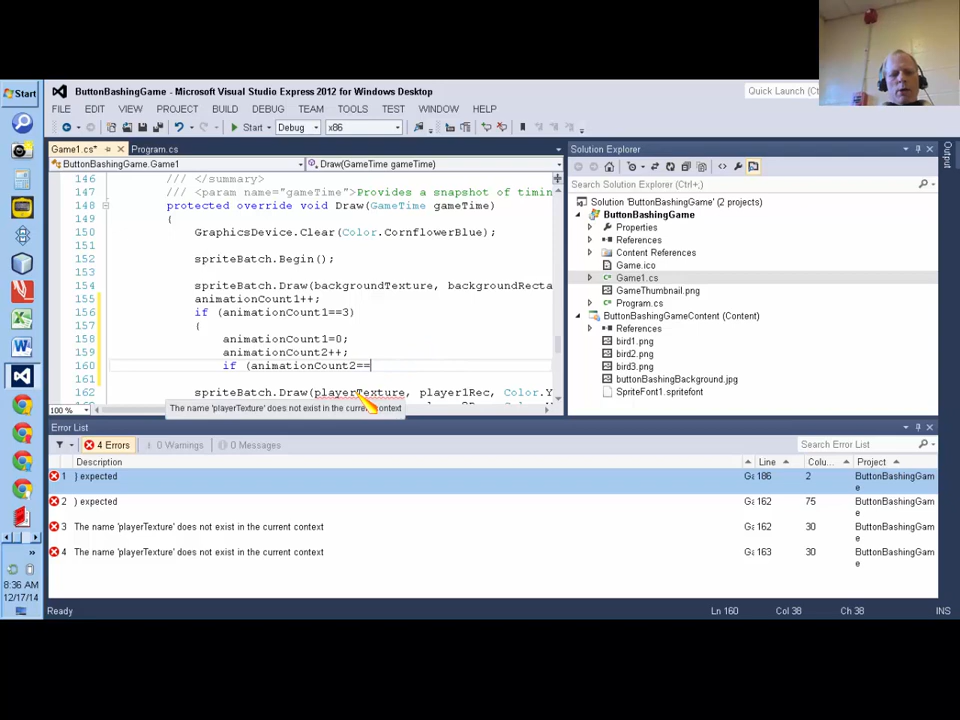 Start
ButtonBashingGame - Microsoft Visual Studio Express 2012 for Windows Desktop
Quick Launch (Ctrl+
FILE EDIT VIEW PROJECT BUILD DEBUG TEAM TOOLS TEST WINDOW HELP
Start Debug x86
Game1.cs* Program.cs
ButtonBashingGame.Game1 Draw(GameTime gameTime)
146 /// </summary>
147 /// <param name="gameTime">Provides a snapshot of timin
148 protected override void Draw(GameTime gameTime)
149 {
150 GraphicsDevice.Clear(Color.CornflowerBlue);
151
152 spriteBatch.Begin();
153
154 spriteBatch.Draw(backgroundTexture, backgroundRecta
155 animationCount1++;
156 if (animationCount1==3)
157 {
158 animationCount1=0;
159 animationCount2++;
160 if (animationCount2==
161
162 spriteBatch.Draw(playerTexture, player1Rec, Color.Y
The name 'playerTexture' does not exist in the current context
100 %
Solution Explorer
Search Solution Explorer (Ctrl+;)
Solution 'ButtonBashingGame' (2 projects)
ButtonBashingGame
Properties
References
Content References
Game.ico
Game1.cs
GameThumbnail.png
Program.cs
ButtonBashingGameContent (Content)
References
bird1.png
bird2.png
bird3.png
buttonBashingBackground.jpg
SpriteFont1.spritefont
Output
Error List
4 Errors 0 Warnings 0 Messages
Search Error List
Description Line Colu... Project
1 } expected Ga 186 2 ButtonBashingGam
e
2 ) expected Ga 162 75 ButtonBashingGam
e
3 The name 'playerTexture' does not exist in the current context Ga 162 30 ButtonBashingGam
e
4 The name 'playerTexture' does not exist in the current context Ga 163 30 ButtonBashingGam
e
8:36 AM
12/17/14
Ready Ln 160 Col 38 Ch 38 INS